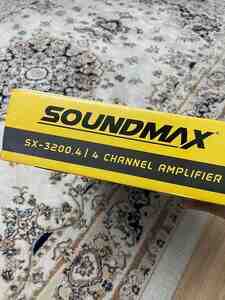 SOUNDMAX
SX-3200.4 | 4 CHANNEL AMPLIFIER